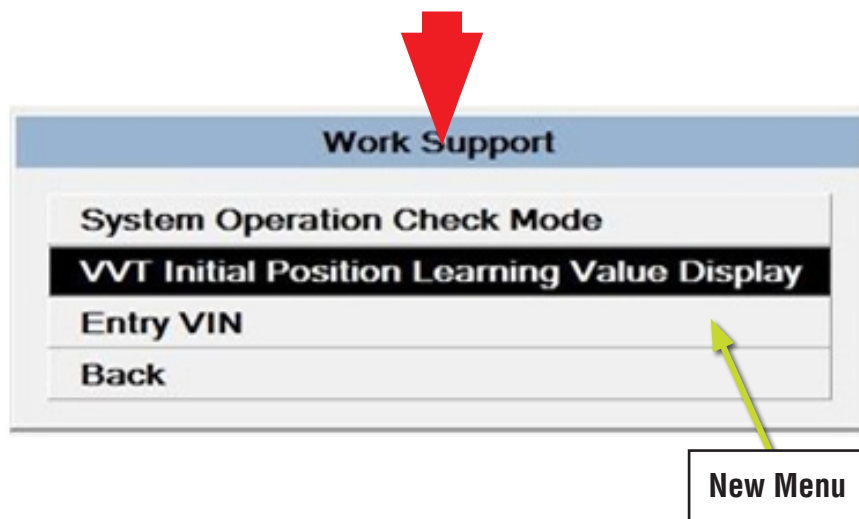 Work Support
System Operation Check Mode
VVT Initial Position Learning Value Display
Entry VIN
Back
New Menu